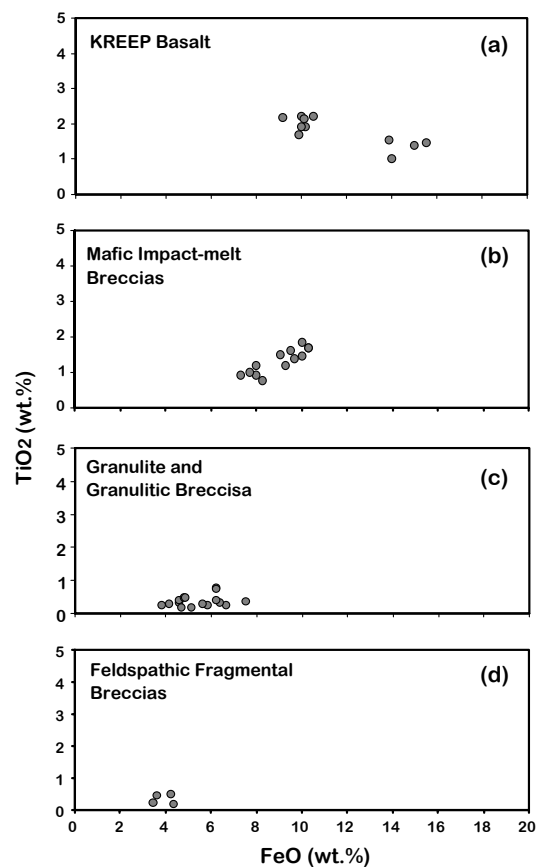 5
4
3
2
1
0
KREEP Basalt
(a)
5
4
3
2
1
0
Mafic Impact-melt
Breccias
(b)
5
4
3
2
1
0
Granulite and
Granulitic Breccisa
(c)
5
4
3
2
1
0
Feldspathic Fragmental
Breccias
(d)
0 2 4 6 8 10 12 14 16 18 20
FeO (wt.%)
TiO2 (wt.%)